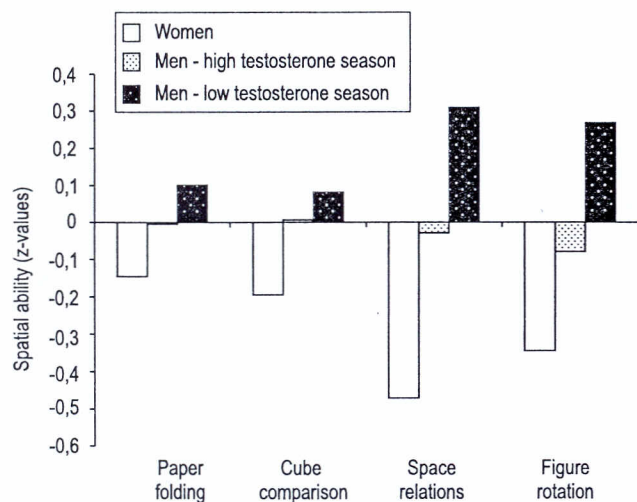 Women
Men - high testosterone season
Men - low testosterone season
0,4
0,3
0,2
0,1
0
-0,1
-0,2
-0,3
-0,4
-0,5
-0,6
Spatial ability (z-values)
Paper folding
Cube comparison
Space relations
Figure rotation